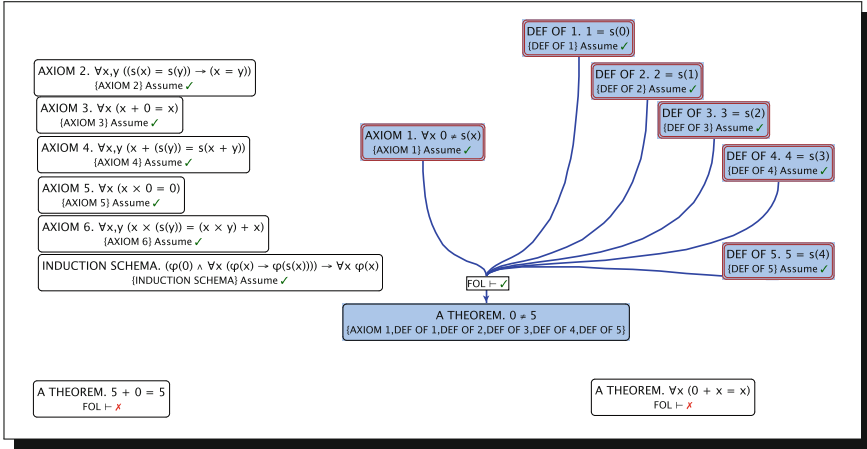 AXIOM 2. ∀x,y ((s(x) = s(y)) → (x = y))
{AXIOM 2} Assume ✓
AXIOM 3. ∀x (x + 0 = x)
{AXIOM 3} Assume ✓
AXIOM 4. ∀x,y (x + (s(y)) = s(x + y))
{AXIOM 4} Assume ✓
AXIOM 5. ∀x (x × 0 = 0)
{AXIOM 5} Assume ✓
AXIOM 6. ∀x,y (x × (s(y)) = (x × y) + x)
{AXIOM 6} Assume ✓
INDUCTION SCHEMA. (φ(0) ∧ ∀x (φ(x) → φ(s(x)))) → ∀x φ(x)
{INDUCTION SCHEMA} Assume ✓
AXIOM 1. ∀x 0 ≠ s(x)
{AXIOM 1} Assume ✓
DEF OF 1. 1 = s(0)
{DEF OF 1} Assume ✓
DEF OF 2. 2 = s(1)
{DEF OF 2} Assume ✓
DEF OF 3. 3 = s(2)
{DEF OF 3} Assume ✓
DEF OF 4. 4 = s(3)
{DEF OF 4} Assume ✓
DEF OF 5. 5 = s(4)
{DEF OF 5} Assume ✓
FOL ⊢ ✓
A THEOREM. 0 ≠ 5
{AXIOM 1,DEF OF 1,DEF OF 2,DEF OF 3,DEF OF 4,DEF OF 5}
A THEOREM. 5 + 0 = 5
FOL ⊢ ✗
A THEOREM. ∀x (0 + x = x)
FOL ⊢ ✗